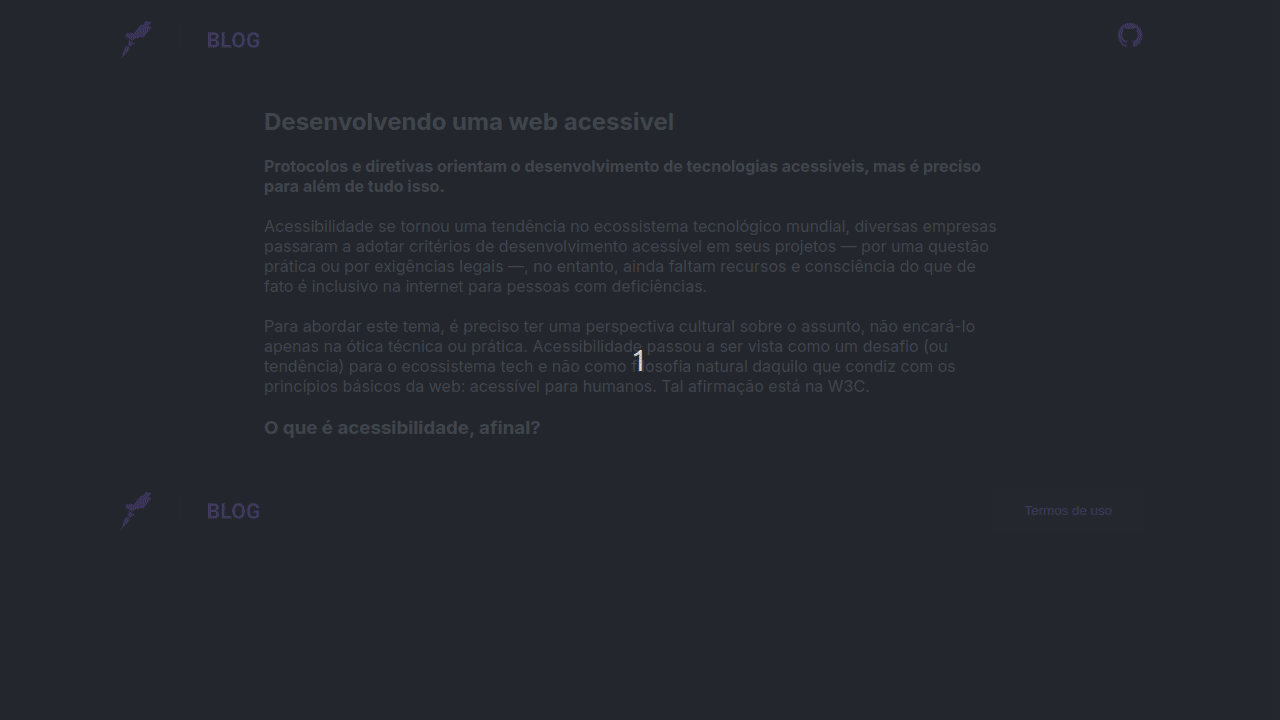 BLOG
Desenvolvendo uma web acessivel
Protocolos e diretivas orientam o desenvolvimento de tecnologias acessiveis, mas é preciso
para além de tudo isso.
Acessibilidade se tornou uma tendência no ecossistema tecnológico mundial, diversas empresas
passaram a adotar critérios de desenvolvimento acessível em seus projetos — por uma questão
prática ou por exigências legais —, no entanto, ainda faltam recursos e consciência do que de
fato é inclusivo na internet para pessoas com deficiências.
Para abordar este tema, é preciso ter uma perspectiva cultural sobre o assunto, não encará-lo
apenas na ótica técnica ou prática. Acessibilidade passou a ser vista como um desafio (ou
1
tendência) para o ecossistema tech e não como filosofia natural daquilo que condiz com os
princípios básicos da web: acessível para humanos. Tal afirmação está na W3C.
O que é acessibilidade, afinal?
BLOG
Termos de uso